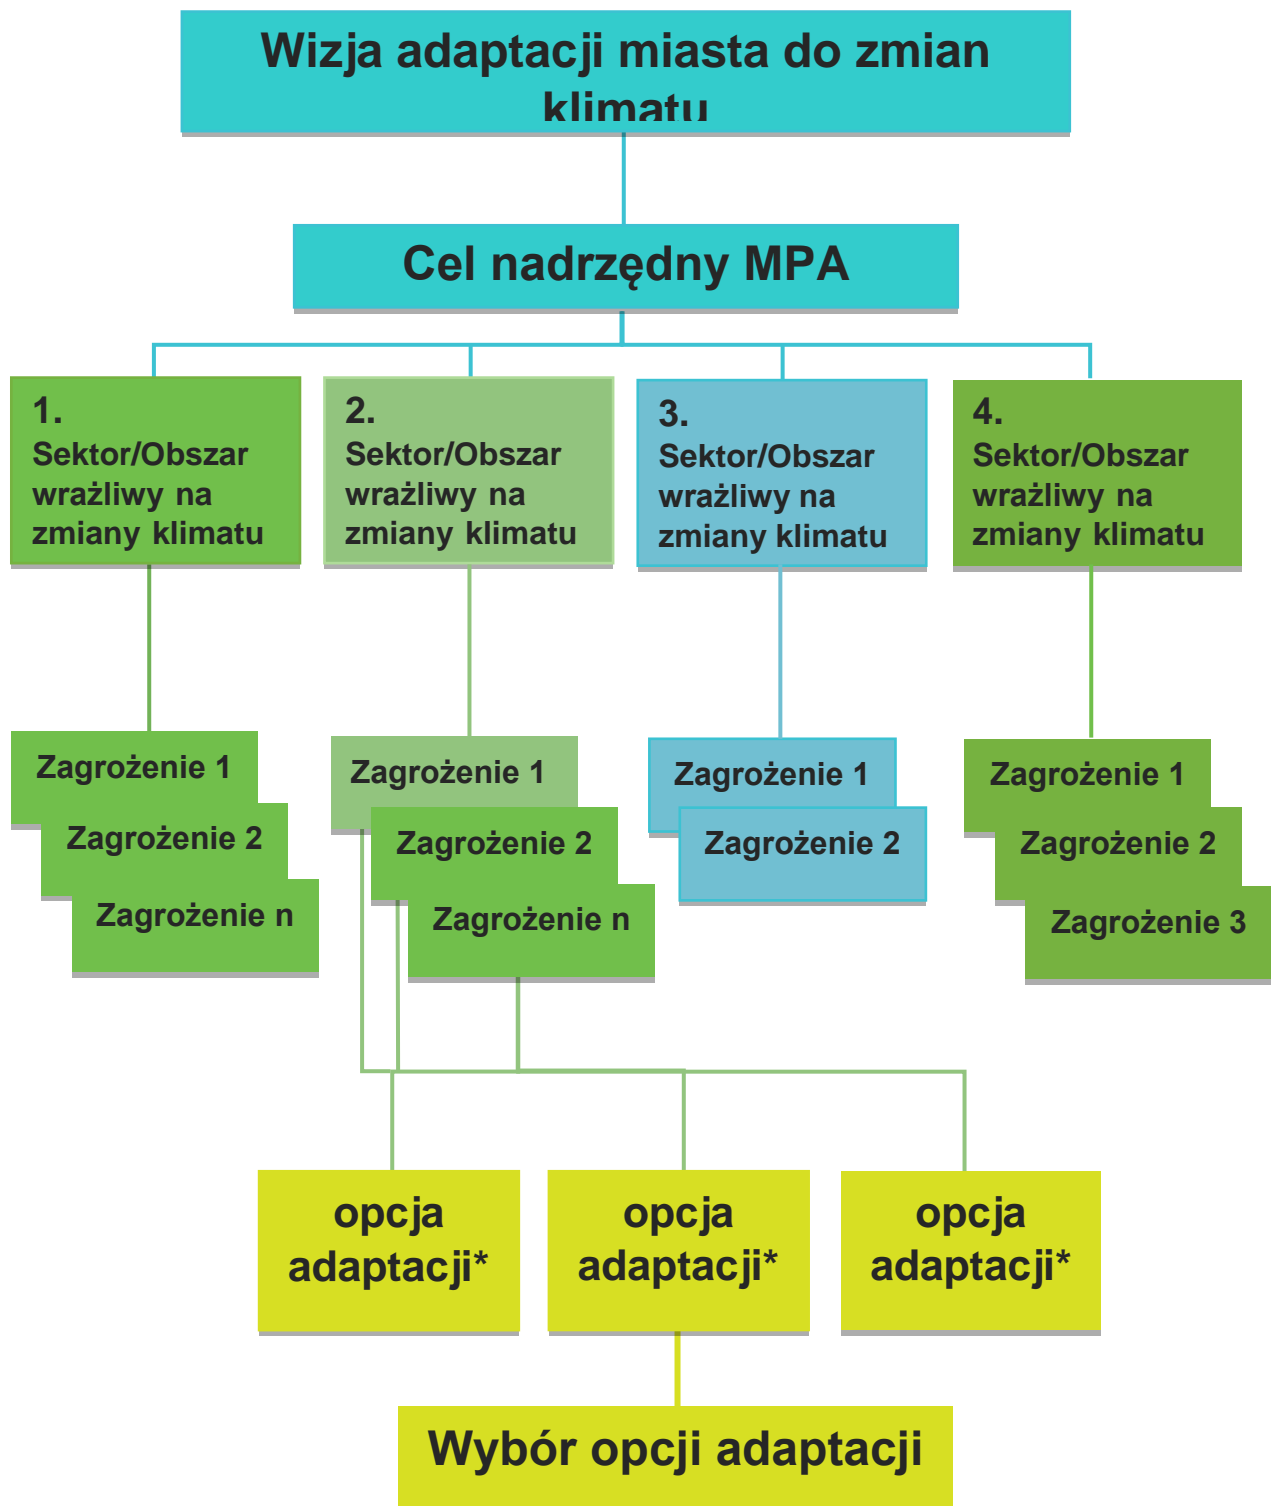 Wizja adaptacji miasta do zmian
klimatu
Cel nadrzędny MPA
1.
Sektor/Obszar
wrażliwy na
zmiany klimatu
2.
Sektor/Obszar
wrażliwy na
zmiany klimatu
3.
Sektor/Obszar
wrażliwy na
zmiany klimatu
4.
Sektor/Obszar
wrażliwy na
zmiany klimatu
Zagrożenie 1
Zagrożenie 2
Zagrożenie n
Zagrożenie 1
Zagrożenie 2
Zagrożenie n
Zagrożenie 1
Zagrożenie 2
Zagrożenie 1
Zagrożenie 2
Zagrożenie 3
opcja
adaptacji*
opcja
adaptacji*
opcja
adaptacji*
Wybór opcji adaptacji